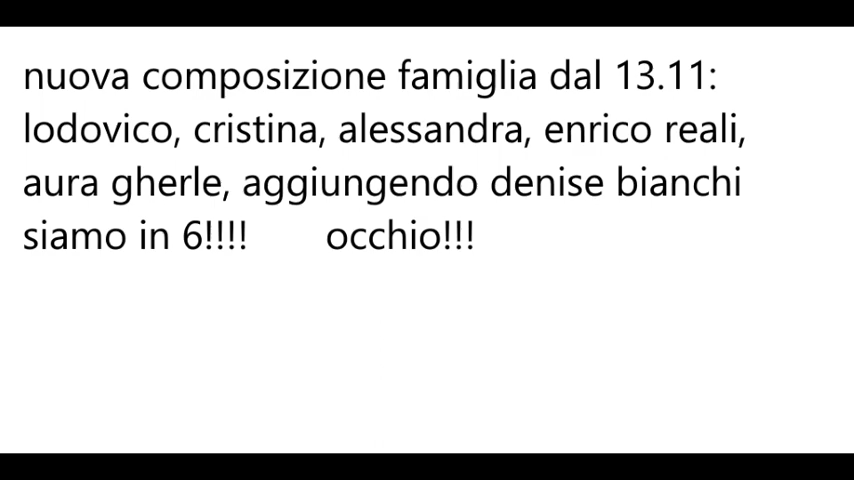 nuova composizione famiglia dal 13.11:
lodovico, cristina, alessandra, enrico reali,
aura gherle, aggiungendo denise bianchi
siamo in 6!!!! occhio!!!